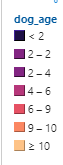 dog_age
< 2
2 – 2
2 – 4
4 – 6
6 – 9
9 – 10
≥ 10